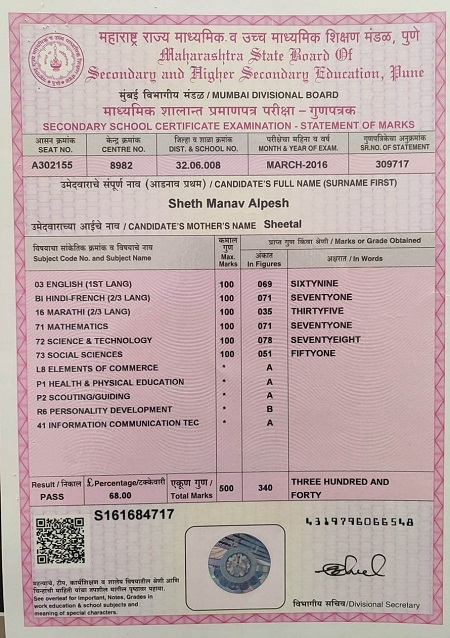 महाराष्ट्र राज्य माध्यमिक व उच्च माध्यमिक शिक्षण मंडळ, पुणे
Maharashtra State Board Of
Secondary and Higher Secondary Education, Pune
मुंबई विभागीय मंडळ / MUMBAI DIVISIONAL BOARD
माध्यमिक शालान्त प्रमाणपत्र परीक्षा - गुणपत्रक
SECONDARY SCHOOL CERTIFICATE EXAMINATION - STATEMENT OF MARKS
आसन क्रमांक केंद्र क्रमांक जिल्हा व शाळा क्रमांक परीक्षेचा महिना व वर्ष गुणपत्रिकेचा अनुक्रमांक
SEAT NO. CENTRE NO. DIST. & SCHOOL NO. MONTH & YEAR OF EXAM. SR.NO. OF STATEMENT
A302155 8982 32.06.008 MARCH-2016 309717
उमेदवाराचे संपूर्ण नाव (आडनाव प्रथम) / CANDIDATE'S FULL NAME (SURNAME FIRST)
Sheth Manav Alpesh
उमेदवाराच्या आईचे नाव / CANDIDATE'S MOTHER'S NAME Sheetal
विषयाचा सांकेतिक क्रमांक व विषयाचे नाव कमाल गुण प्राप्त गुण किंवा श्रेणी / Marks or Grade Obtained
Subject Code No. and Subject Name Max. Marks अंकात In Figures अक्षरात / In Words
03 ENGLISH (1ST LANG) 100 069 SIXTYNINE
BI HINDI-FRENCH (2/3 LANG) 100 071 SEVENTYONE
16 MARATHI (2/3 LANG) 100 035 THIRTYFIVE
71 MATHEMATICS 100 071 SEVENTYONE
72 SCIENCE & TECHNOLOGY 100 078 SEVENTYEIGHT
73 SOCIAL SCIENCES 100 051 FIFTYONE
L8 ELEMENTS OF COMMERCE * A
P1 HEALTH & PHYSICAL EDUCATION * A
P2 SCOUTING/GUIDING * A
R6 PERSONALITY DEVELOPMENT * B
41 INFORMATION COMMUNICATION TEC * A
Result / निकाल £ Percentage/टक्केवारी एकूण गुण / 500 340 THREE HUNDRED AND
PASS 68.00 Total Marks FORTY
S161684717
4319796066548
महत्वाचे, टीप, कार्यशिक्षण व शालेय विषयातील श्रेणी आणि
चिन्हांची माहिती यांचा तपशील मागील पृष्ठावर पहावा.
See overleaf for important, Notes, Grades in
work education & school subjects and
meaning of special characters.
विभागीय सचिव/Divisional Secretary